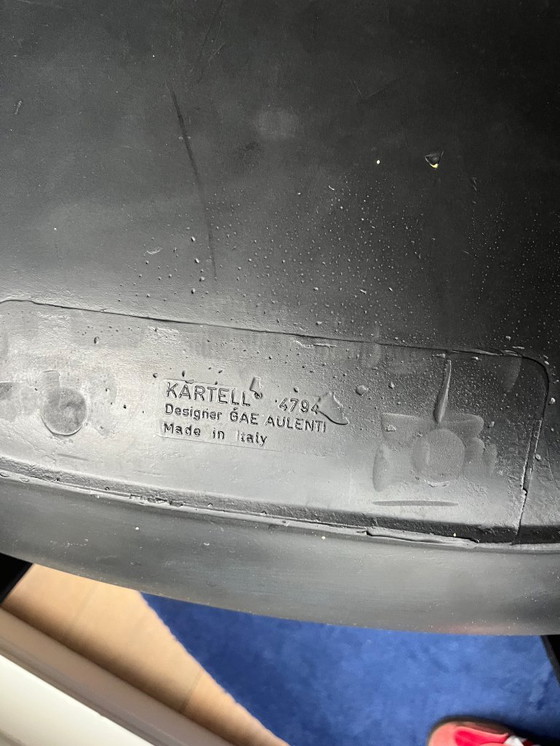 KARTELL 4794
Designer GAE AULENTI
Made in Italy